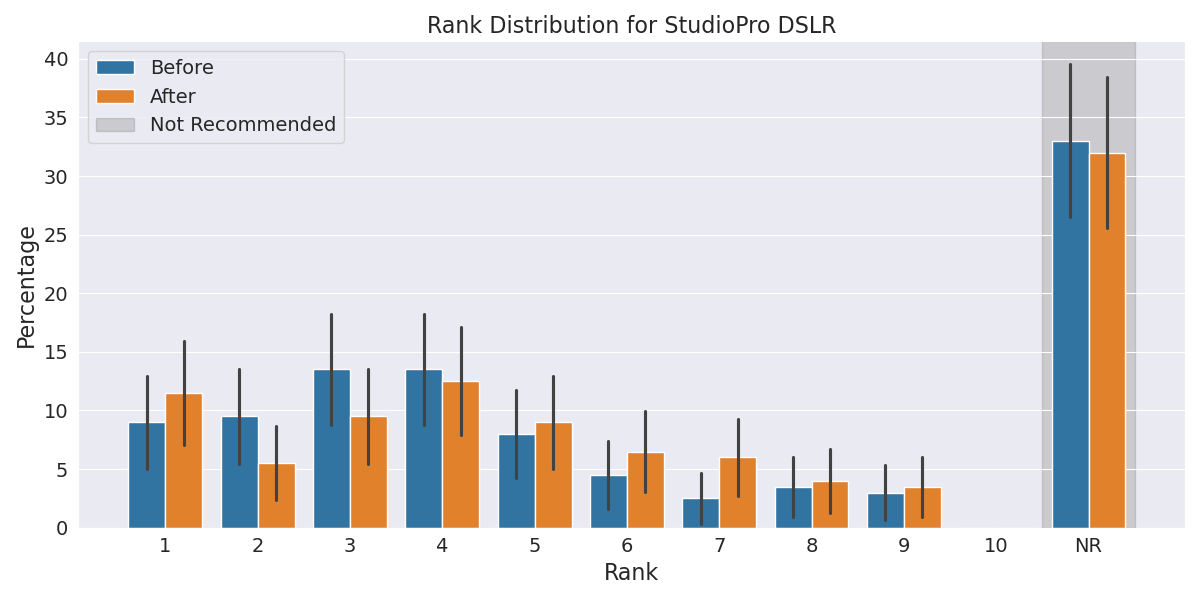 Rank Distribution for StudioPro DSLR
Before
After
Not Recommended
40
35
30
25
20
15
10
5
0
Percentage
1 2 3 4 5 6 7 8 9 10 NR
Rank